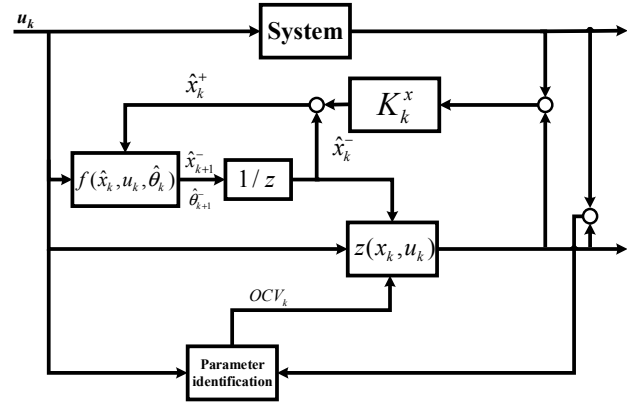 u_k
System
x̂_k^+
K_k^x
x̂_k^-
f(x̂_k, u_k, θ̂_k)
x̂_{k+1}^-
θ̂_{k+1}^-
1/z
z(x_k, u_k)
OCV_k
Parameter
identification